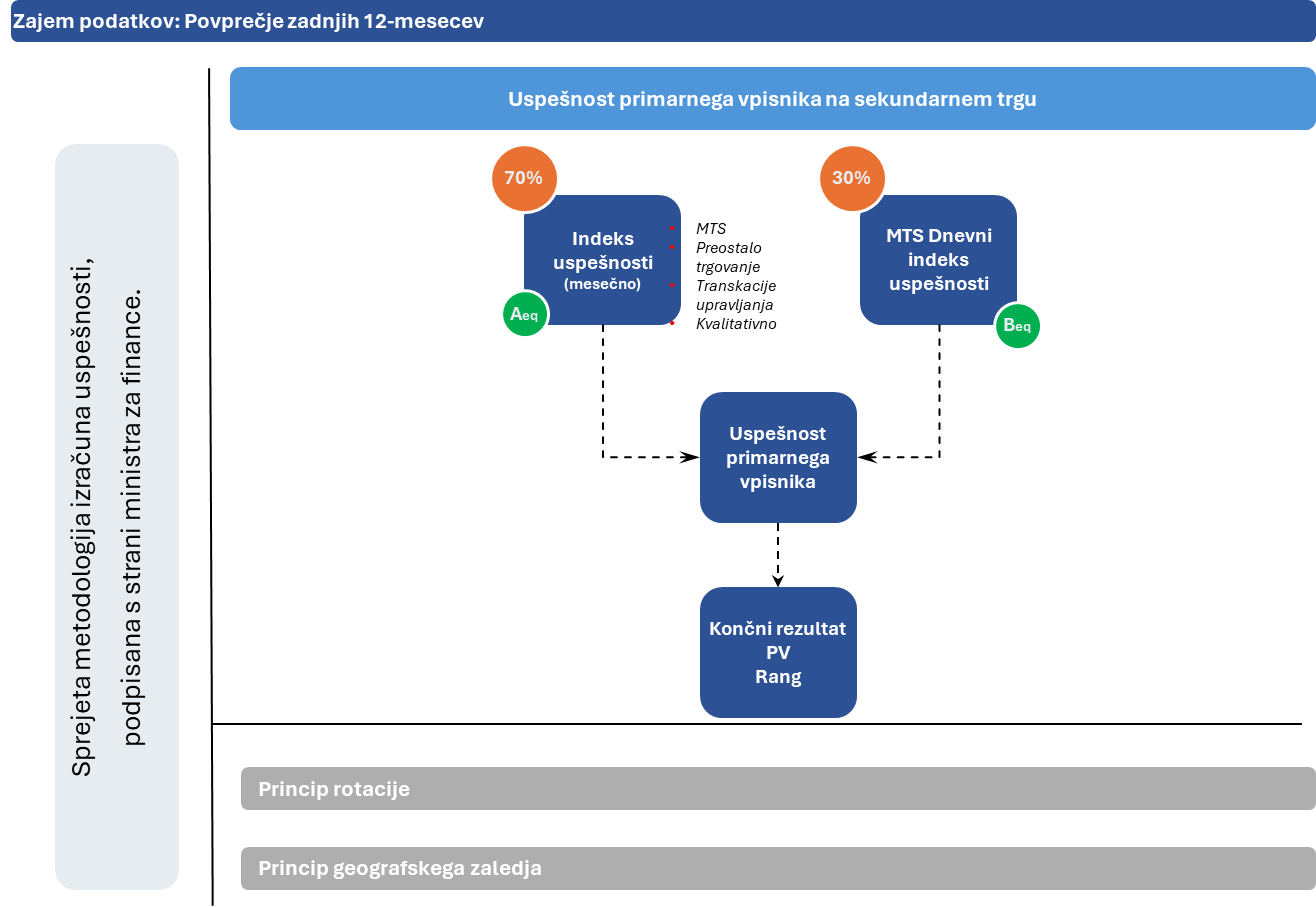 Zajem podatkov: Povprečje zadnjih 12-mesecev
Uspešnost primarnega vpisnika na sekundarnem trgu
Sprejeta metodologija izračuna uspešnosti,
podpisana s strani ministra za finance.
70%
Indeks
uspešnosti
(mesečno)
Aeq
• MTS
• Preostalo
trgovanje
• Transkacije
upravljanja
• Kvalitativno
30%
MTS Dnevni
indeks
uspešnosti
Beq
Uspešnost
primarnega
vpisnika
Končni rezultat
PV
Rang
Princip rotacije
Princip geografskega zaledja